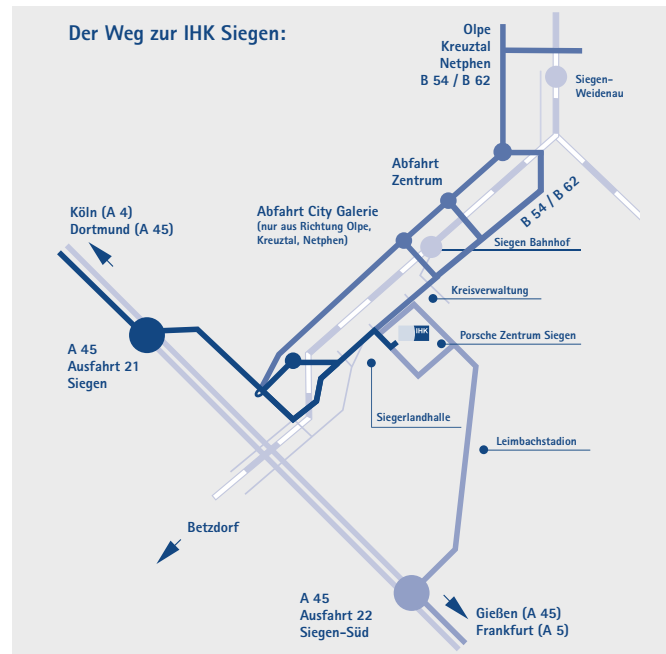 Der Weg zur IHK Siegen:
Olpe
Kreuztal
Netphen
B 54 / B 62
Siegen-
Weidenau
Abfahrt
Zentrum
B 54 / B 62
Abfahrt City Galerie
(nur aus Richtung Olpe,
Kreuztal, Netphen)
Köln (A 4)
Dortmund (A 45)
Siegen Bahnhof
Kreisverwaltung
IHK
Porsche Zentrum Siegen
A 45
Ausfahrt 21
Siegen
Siegerlandhalle
Leimbachstadion
Betzdorf
A 45
Ausfahrt 22
Siegen-Süd
Gießen (A 45)
Frankfurt (A 5)